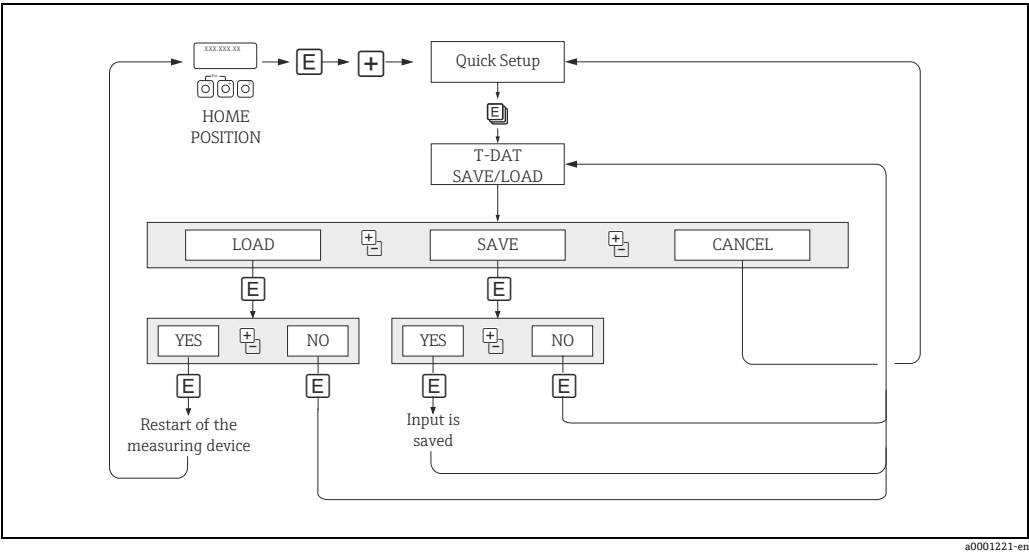 XXX.XXX.XX
E
+
Quick Setup
Esc
- + E
HOME
POSITION
E
T-DAT
SAVE/LOAD
LOAD
+
-
SAVE
+
-
CANCEL
E
E
YES
+
-
NO
YES
+
-
NO
E
E
E
E
Restart of the
measuring device
Input is
saved
a0001221-en